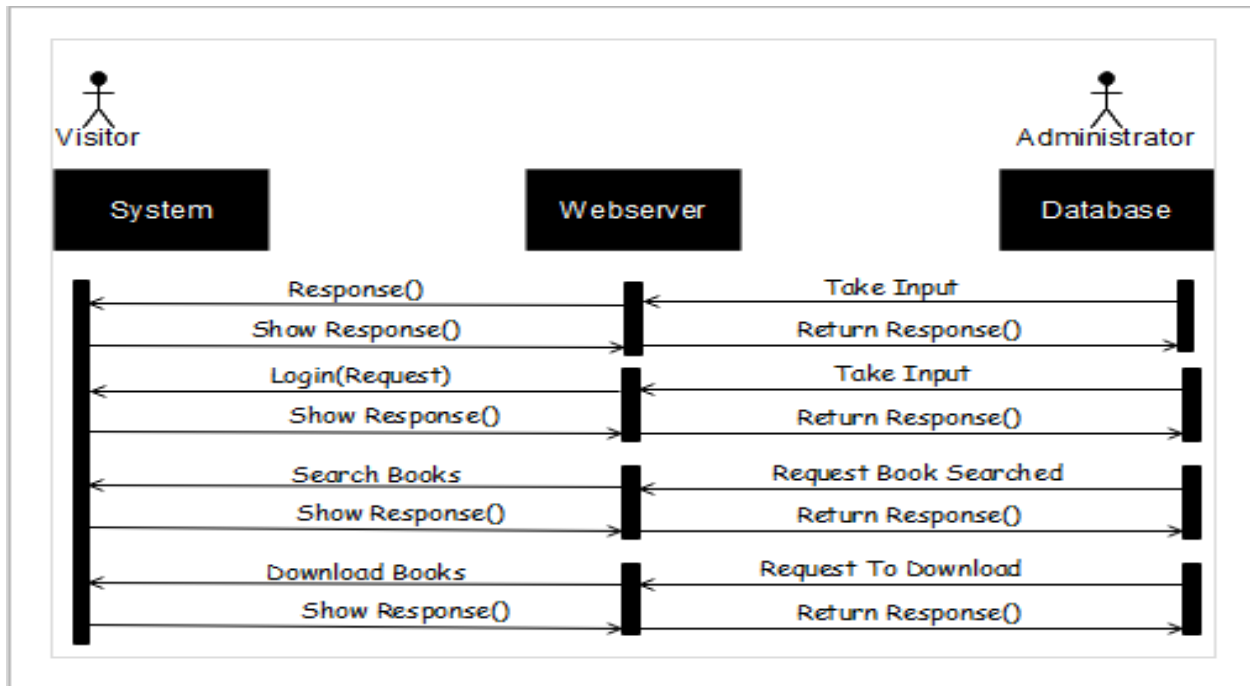 Visitor
Administrator
System
Webserver
Database
Response()
Take Input
Show Response()
Return Response()
Login(Request)
Take Input
Show Response()
Return Response()
Search Books
Request Book Searched
Show Response()
Return Response()
Download Books
Request To Download
Show Response()
Return Response()